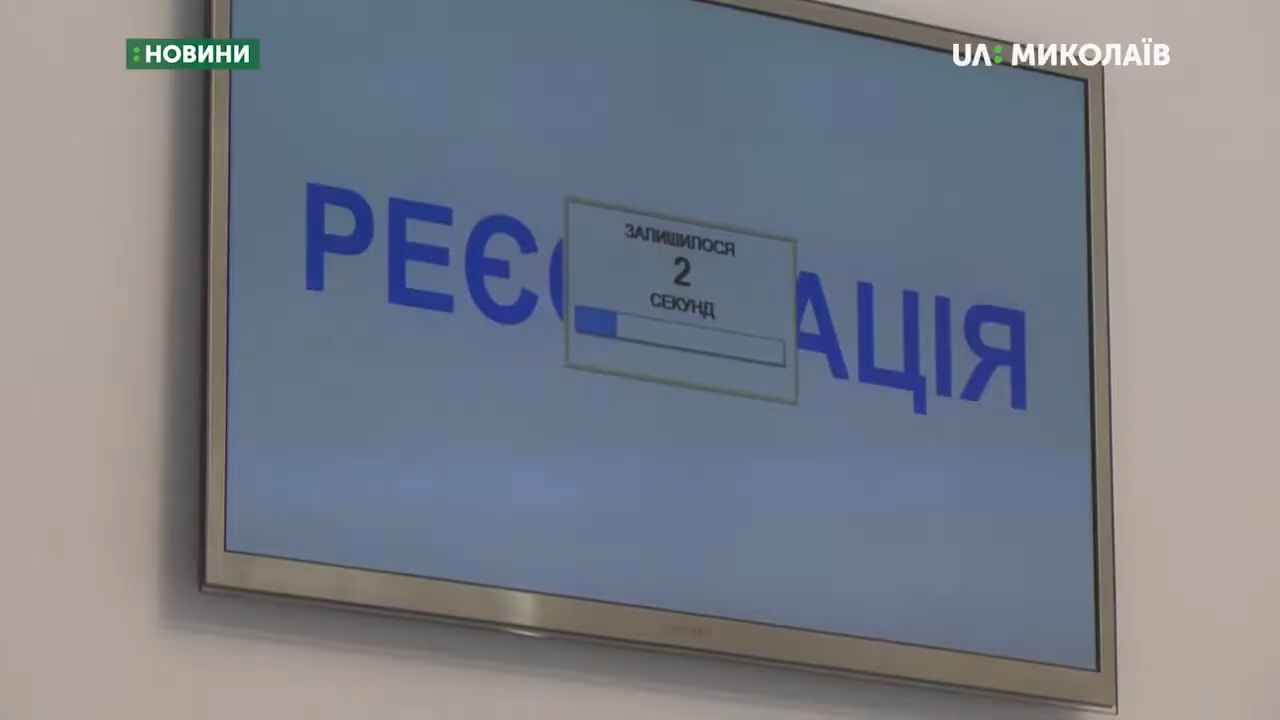 :НОВИНИ
UA: МИКОЛАЇВ
РЕЄ АЦІЯ
ЗАЛИШИЛОСЯ
2
СЕКУНД